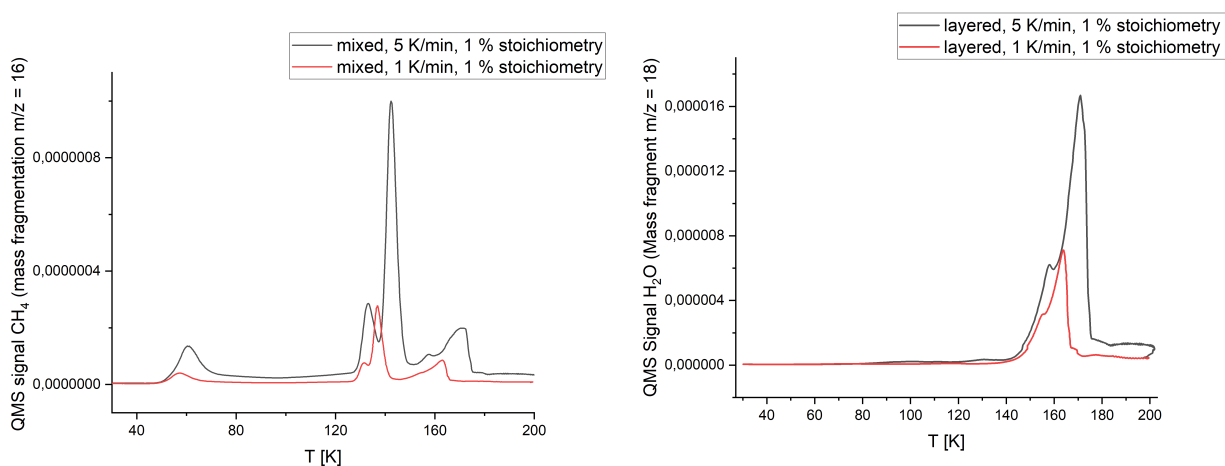 mixed, 5 K/min, 1 % stoichiometry
mixed, 1 K/min, 1 % stoichiometry
QMS signal CH₄ (mass fragmentation m/z = 16)
0,0000008
0,0000004
0,0000000
40 80 120 160 200
T [K]
layered, 5 K/min, 1 % stoichiometry
layered, 1 K/min, 1 % stoichiometry
QMS Signal H₂O (Mass fragment m/z = 18)
0,000016
0,000012
0,000008
0,000004
0,000000
40 60 80 100 120 140 160 180 200
T [K]